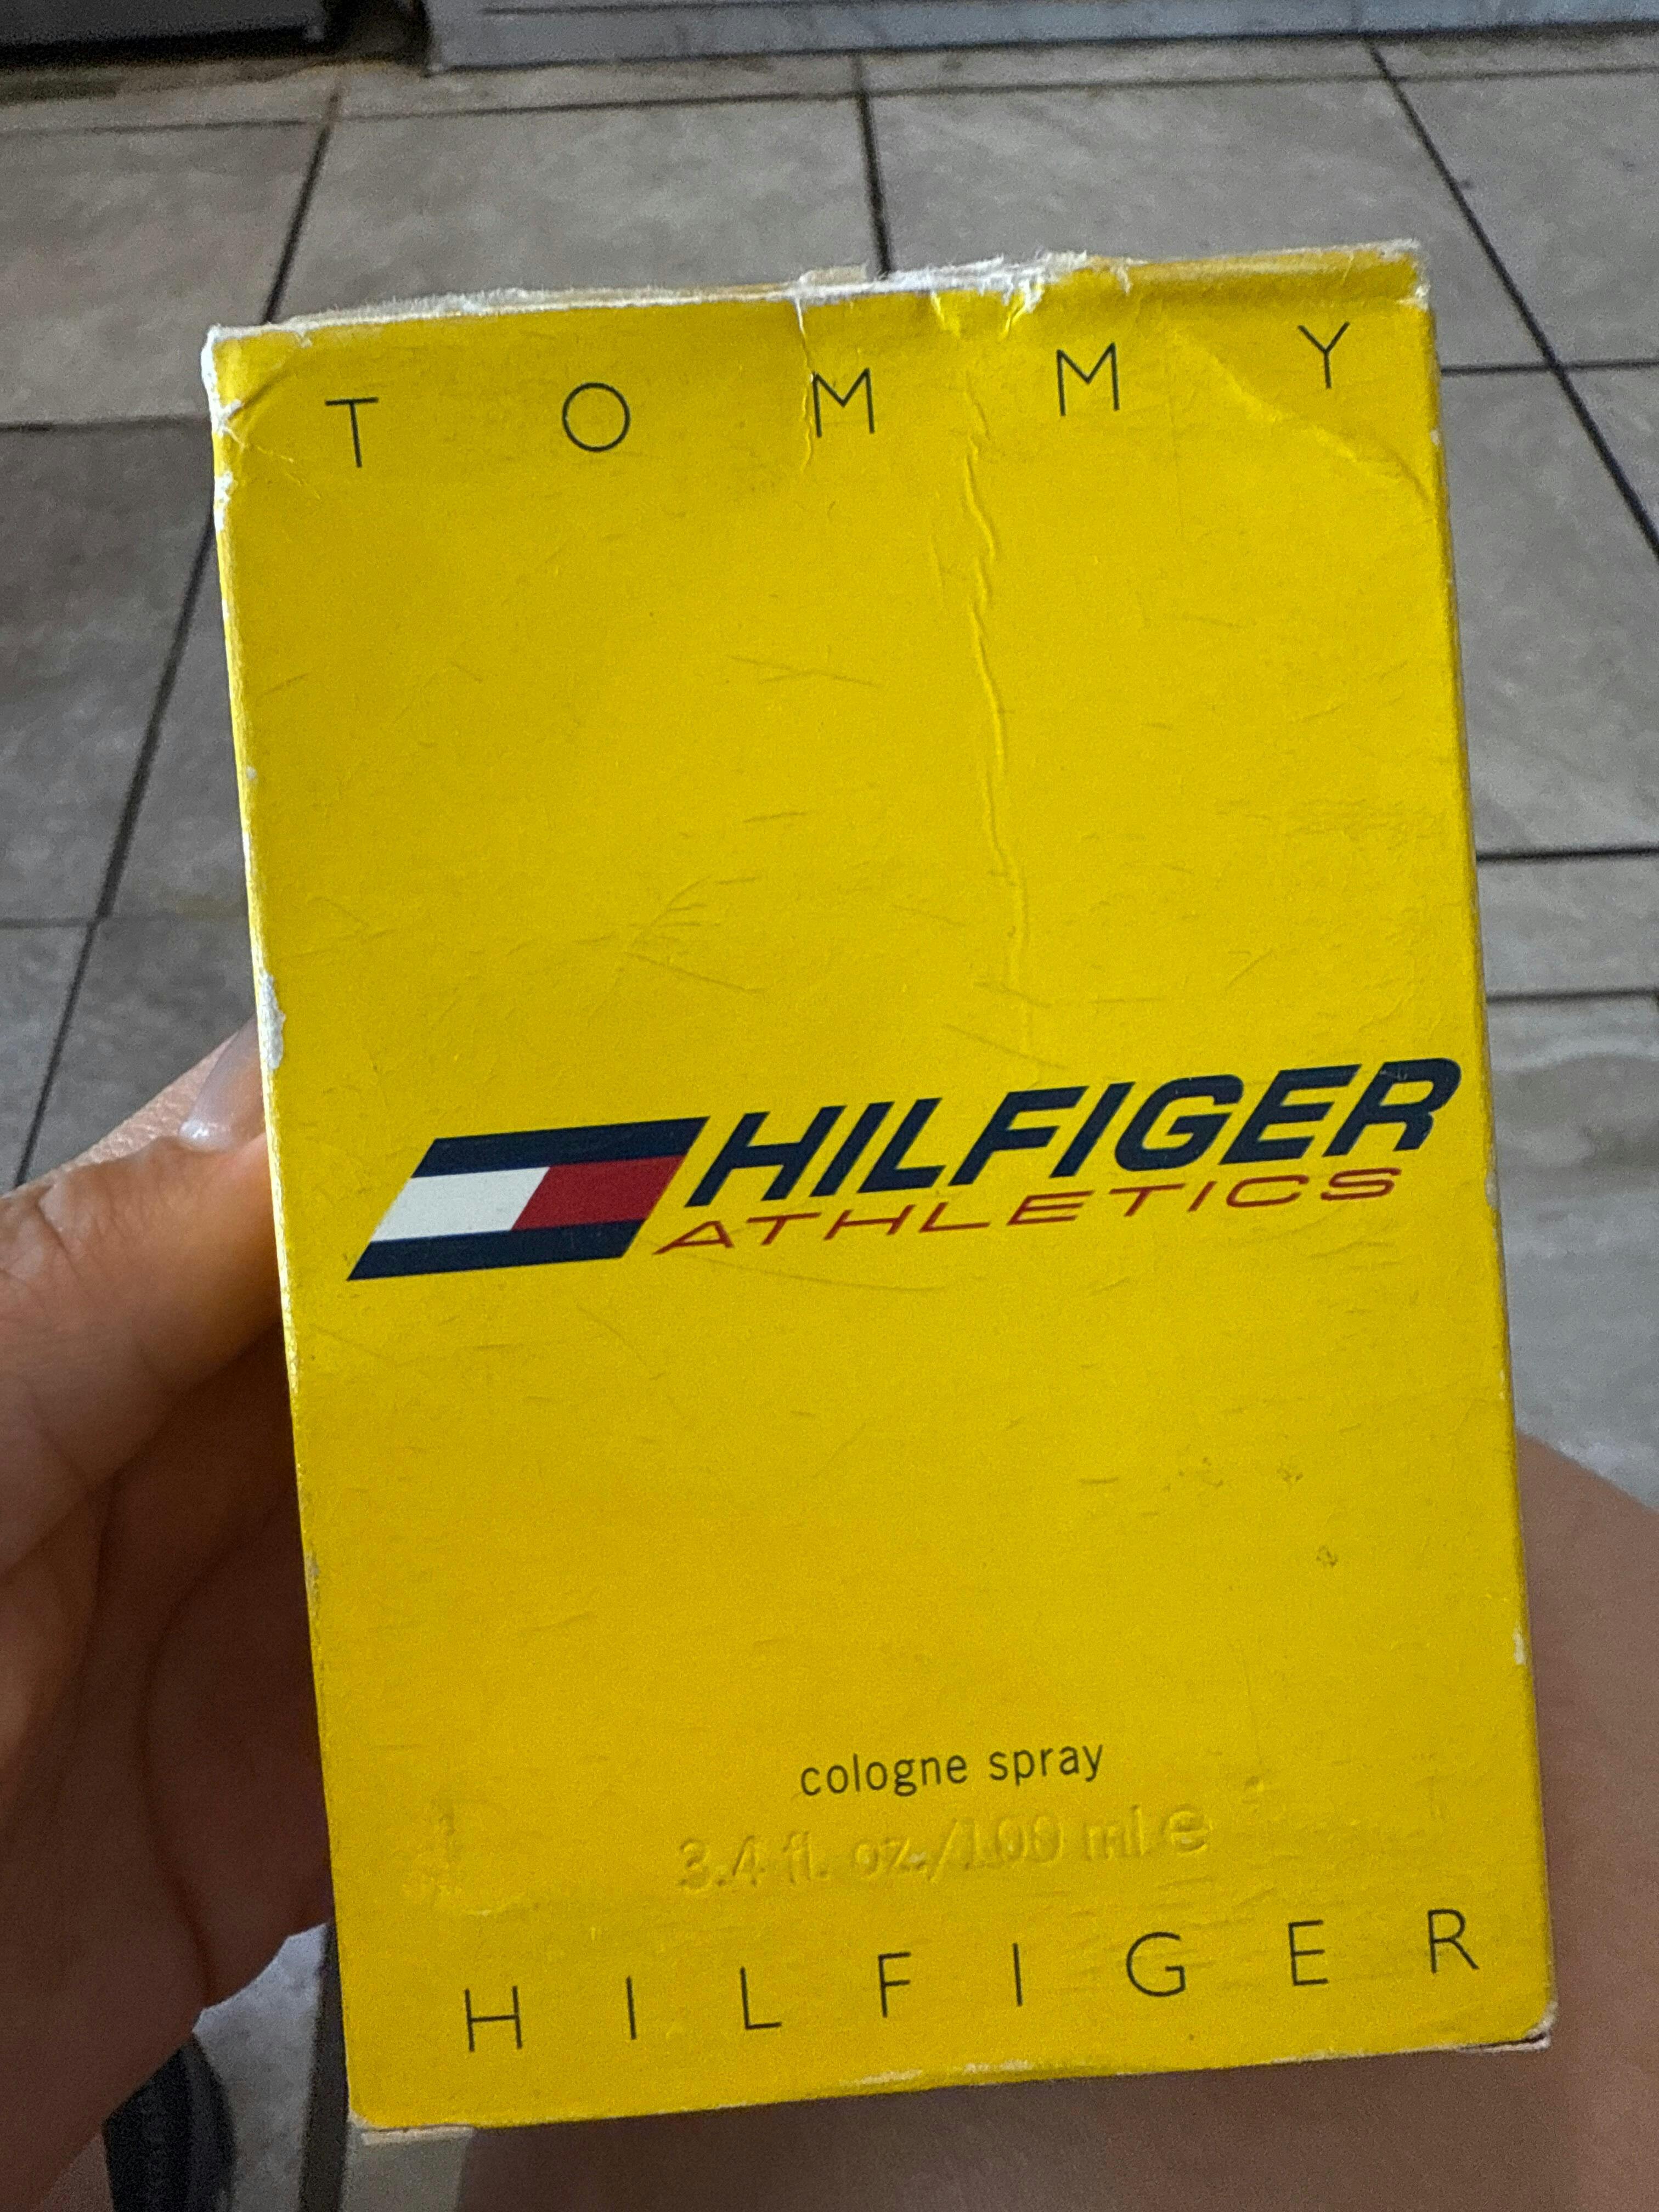 T O M M Y
HILFIGER
ATHLETICS
cologne spray
3.4 fl. oz./100 ml e
H I L F I G E R